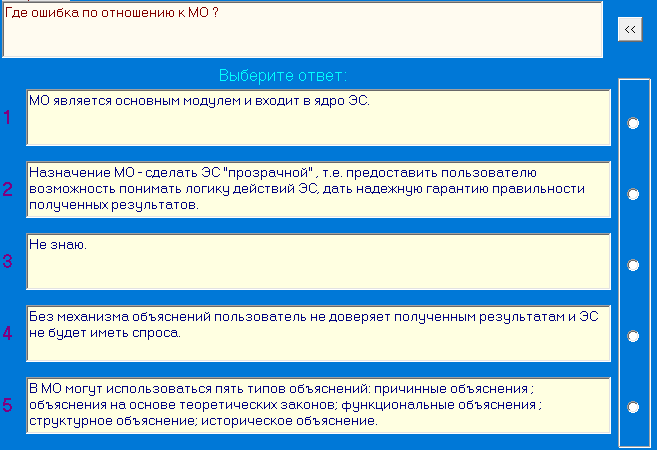 Где ошибка по отношению к МО ?
<<
Выберите ответ:
1
МО является основным модулем и входит в ядро ЭС.
2
Назначение МО - сделать ЭС "прозрачной" , т.е. предоставить пользователю
возможность понимать логику действий ЭС, дать надежную гарантию правильности
полученных результатов.
3
Не знаю.
4
Без механизма объяснений пользователь не доверяет полученным результатам и ЭС
не будет иметь спроса.
5
В МО могут использоваться пять типов объяснений: причинные объяснения ;
объяснения на основе теоретических законов; функциональные объяснения ;
структурное объяснение; историческое объяснение.